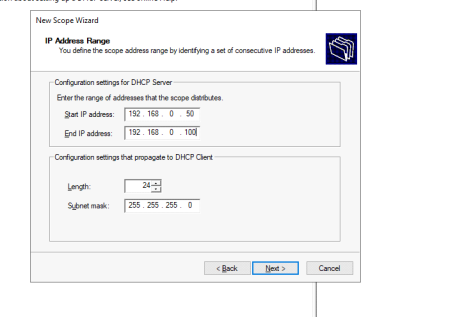 New Scope Wizard
IP Address Range
You define the scope address range by identifying a set of consecutive IP addresses.
Configuration settings for DHCP Server
Enter the range of addresses that the scope distributes.
Start IP address: 192 . 168 . 0 . 50
End IP address: 192 . 168 . 0 . 100
Configuration settings that propagate to DHCP Client
Length: 24
Subnet mask: 255 . 255 . 255 . 0
< Back Next > Cancel